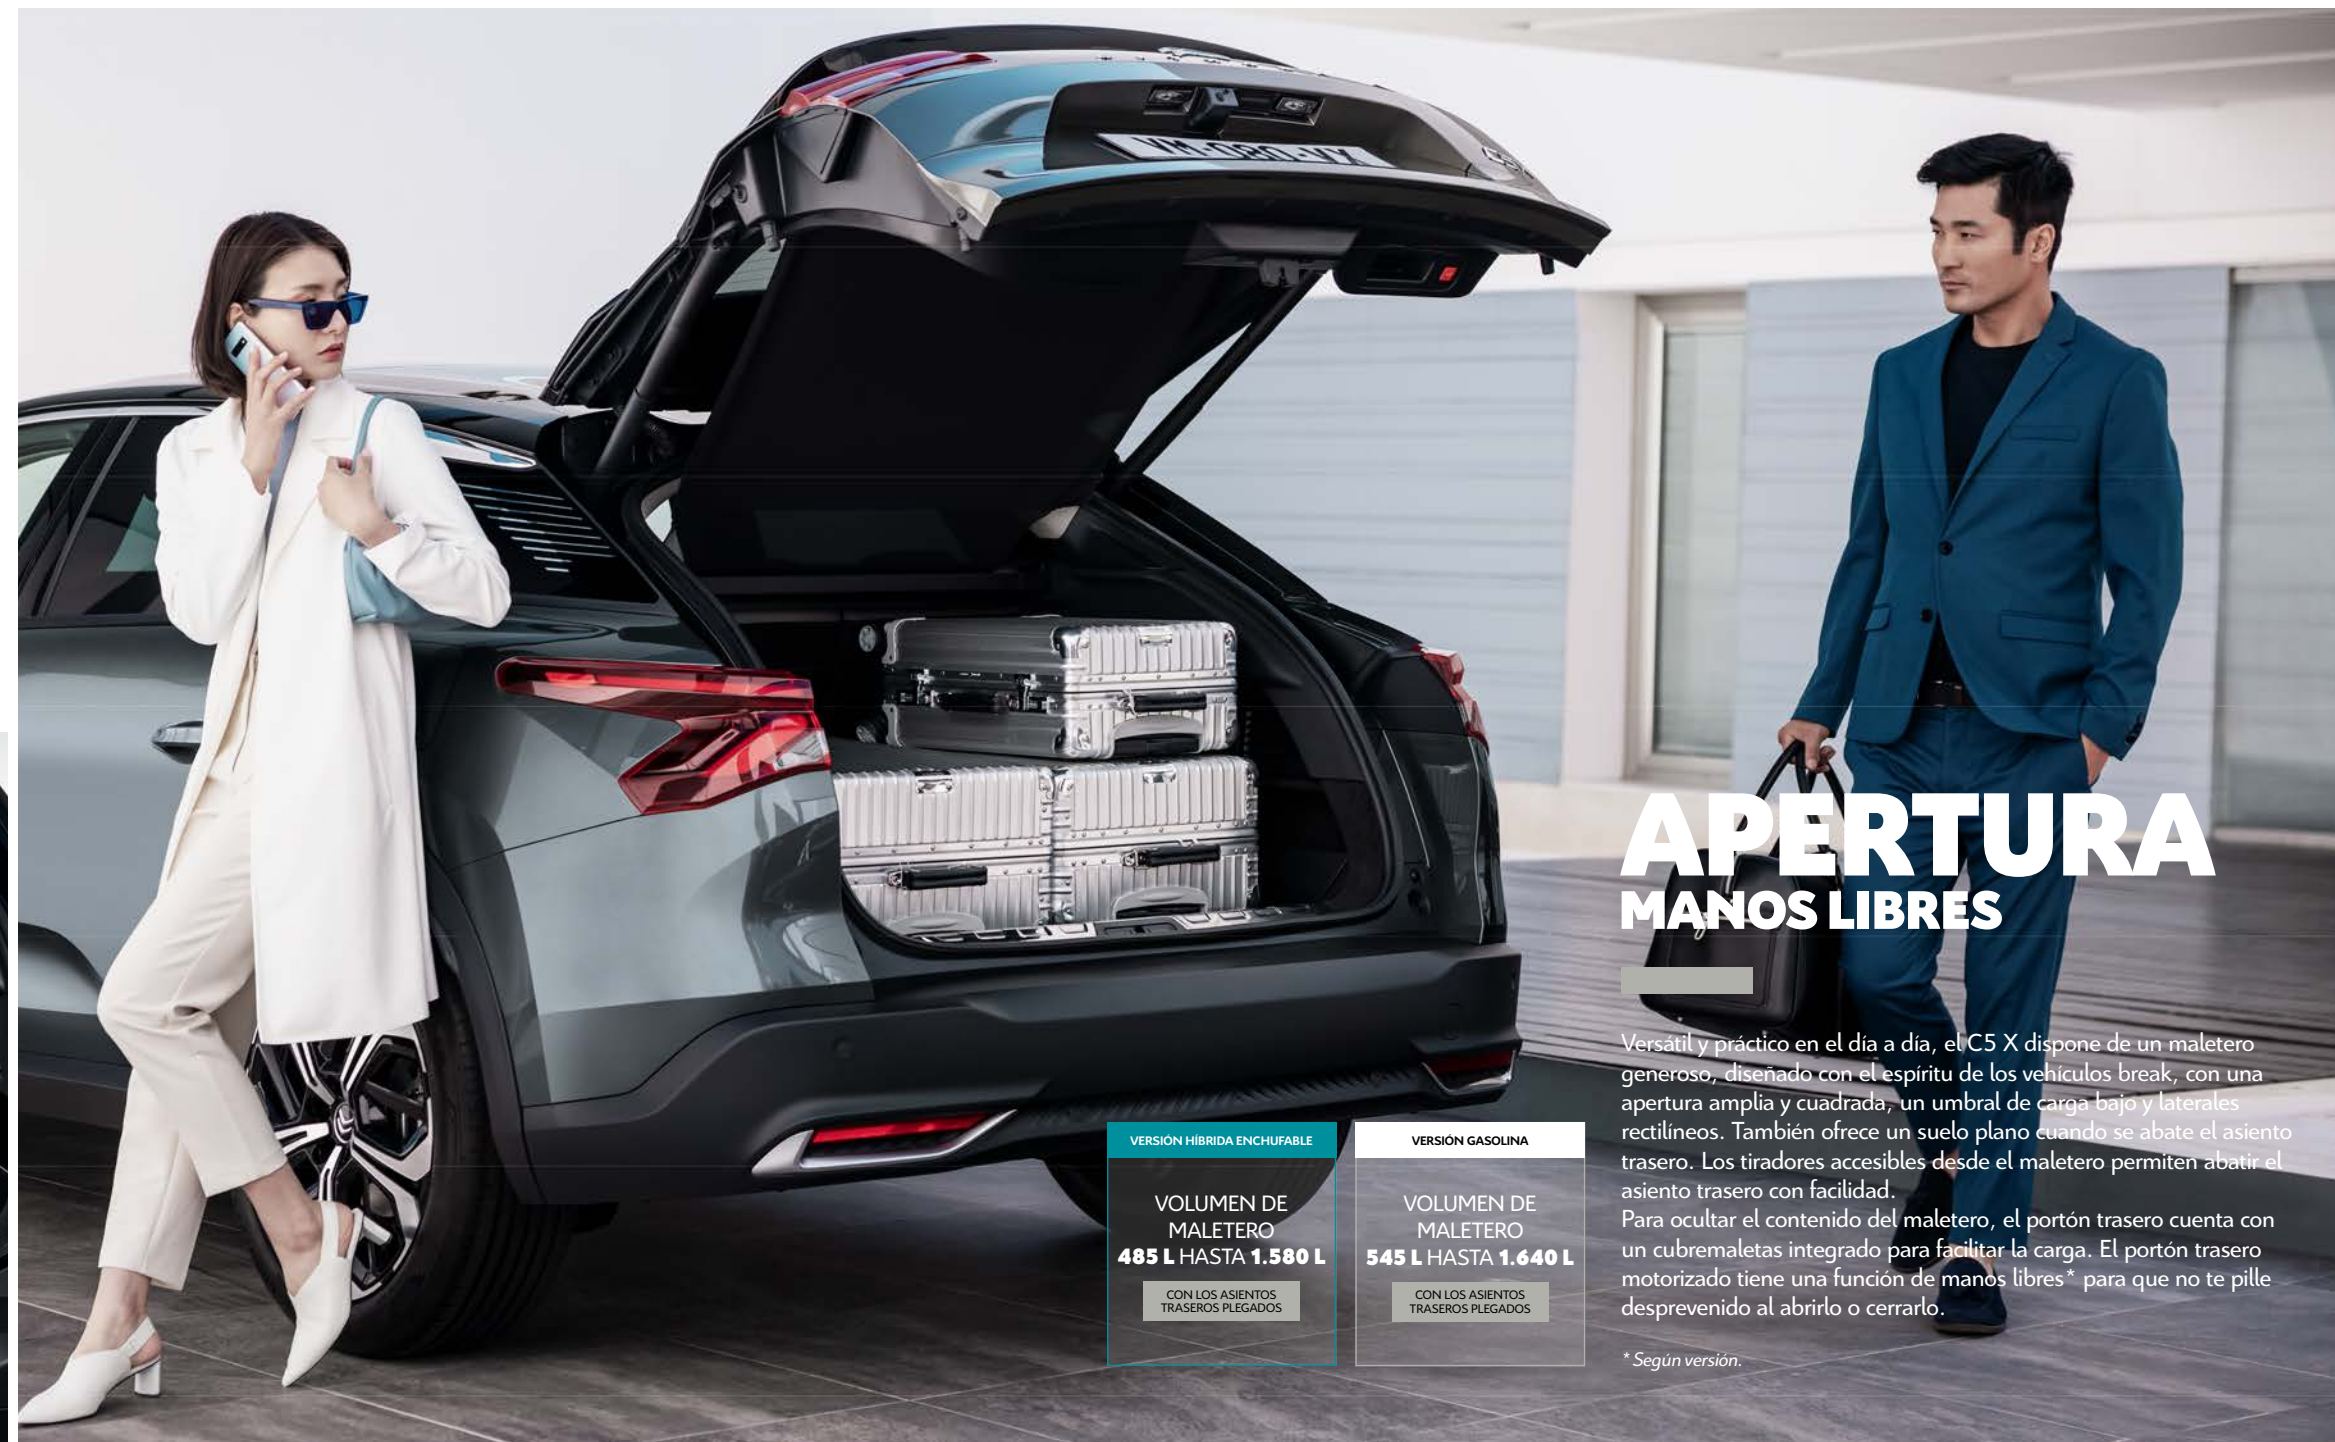 VM-080-VX
APERTURA
MANOS LIBRES
Versátil y práctico en el día a día, el C5 X dispone de un maletero
generoso, diseñado con el espíritu de los vehículos break, con una
apertura amplia y cuadrada, un umbral de carga bajo y laterales
rectilíneos. También ofrece un suelo plano cuando se abate el asiento
trasero. Los tiradores accesibles desde el maletero permiten abatir el
asiento trasero con facilidad.
Para ocultar el contenido del maletero, el portón trasero cuenta con
un cubremaletas integrado para facilitar la carga. El portón trasero
motorizado tiene una función de manos libres* para que no te pille
desprevenido al abrirlo o cerrarlo.
* Según versión.
VERSIÓN HÍBRIDA ENCHUFABLE
VOLUMEN DE
MALETERO
485 L HASTA 1.580 L
CON LOS ASIENTOS
TRASEROS PLEGADOS
VERSIÓN GASOLINA
VOLUMEN DE
MALETERO
545 L HASTA 1.640 L
CON LOS ASIENTOS
TRASEROS PLEGADOS